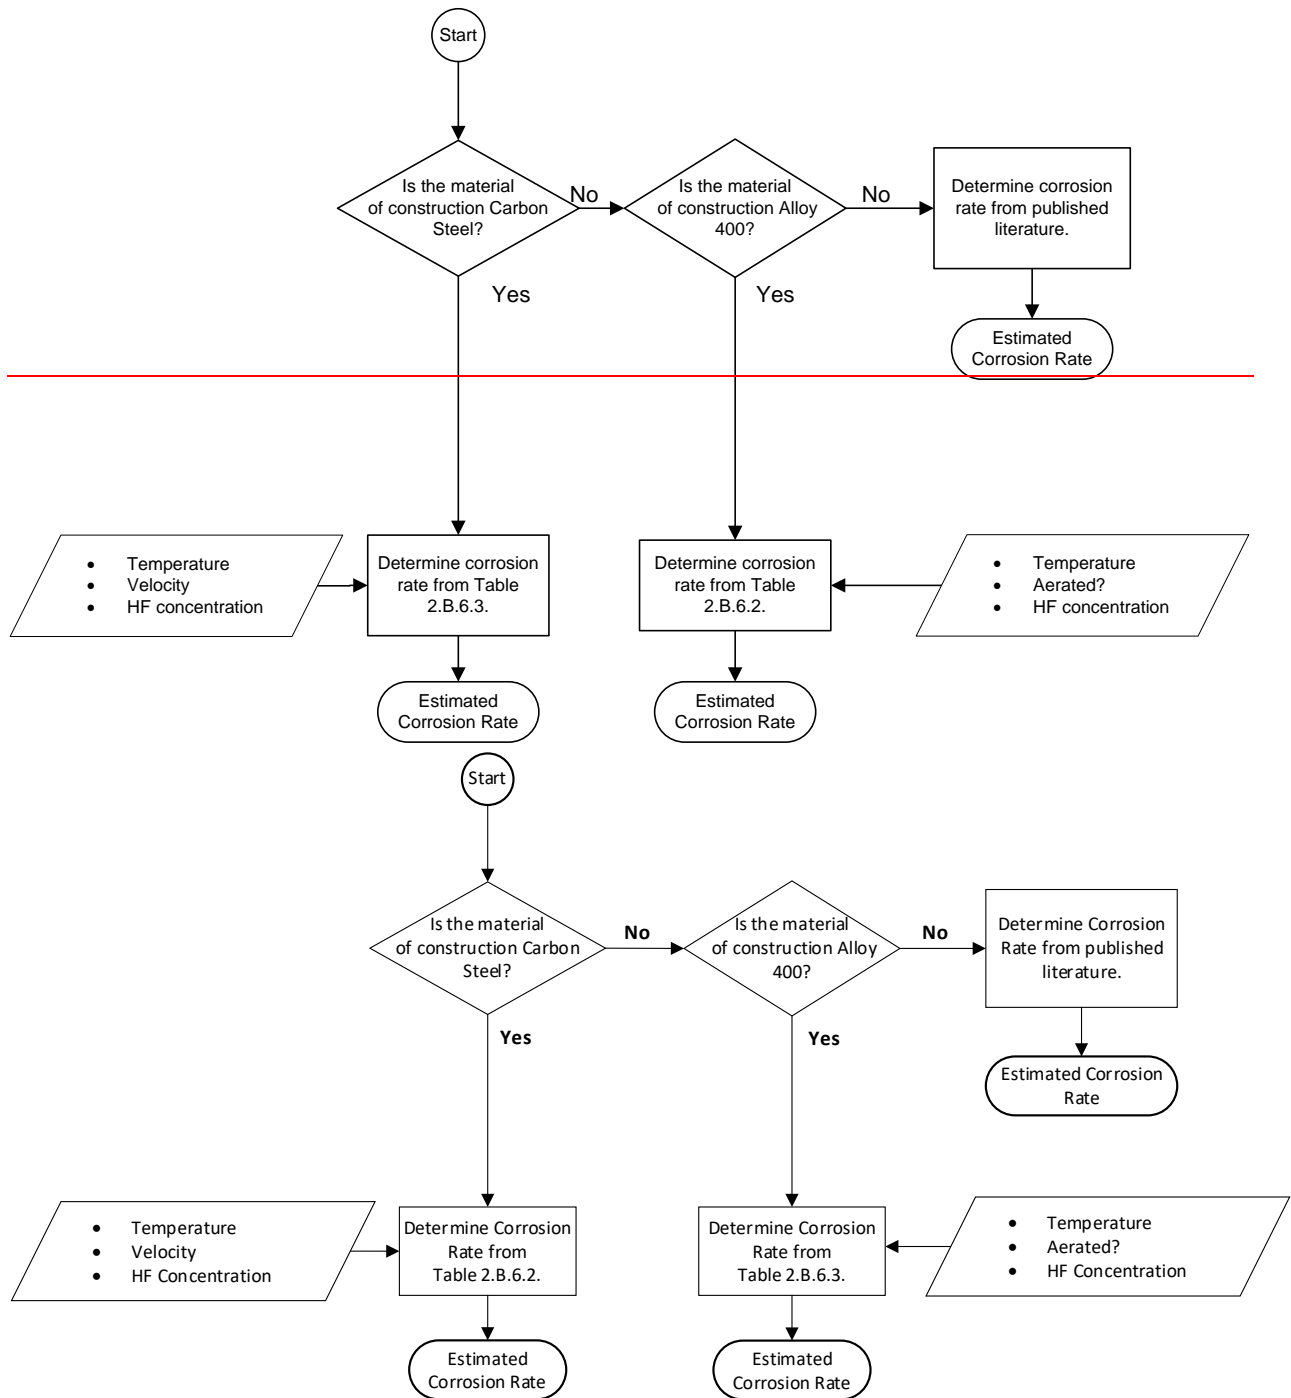 Start
Is the material
of construction Carbon
Steel?
No
Is the material
of construction Alloy
400?
No
Determine corrosion
rate from published
literature.
Yes
Yes
Estimated
Corrosion Rate
• Temperature
• Velocity
• HF concentration
Determine corrosion
rate from Table
2.B.6.3.
Determine corrosion
rate from Table
2.B.6.2.
• Temperature
• Aerated?
• HF concentration
Estimated
Corrosion Rate
Estimated
Corrosion Rate
Start
Is the material
of construction Carbon
Steel?
No
Is the material
of construction Alloy
400?
No
Determine Corrosion
Rate from published
literature.
Yes
Yes
Estimated Corrosion
Rate
• Temperature
• Velocity
• HF Concentration
Determine Corrosion
Rate from
Table 2.B.6.2.
Determine Corrosion
Rate from
Table 2.B.6.3.
• Temperature
• Aerated?
• HF Concentration
Estimated
Corrosion Rate
Estimated
Corrosion Rate